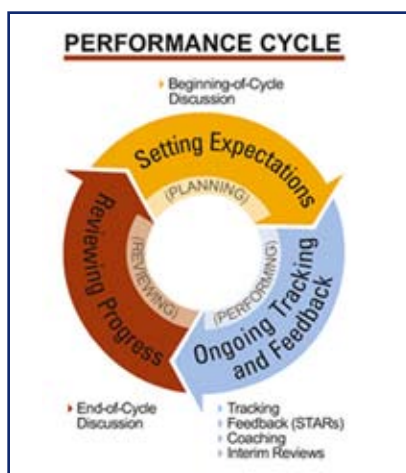 PERFORMANCE CYCLE
Beginning-of-Cycle
Discussion
Setting Expectations
(PLANNING)
Ongoing Tracking
and Feedback
(PERFORMING)
Reviewing Progress
(REVIEWING)
End-of-Cycle
Discussion
Tracking
Feedback (STARs)
Coaching
Interim Reviews